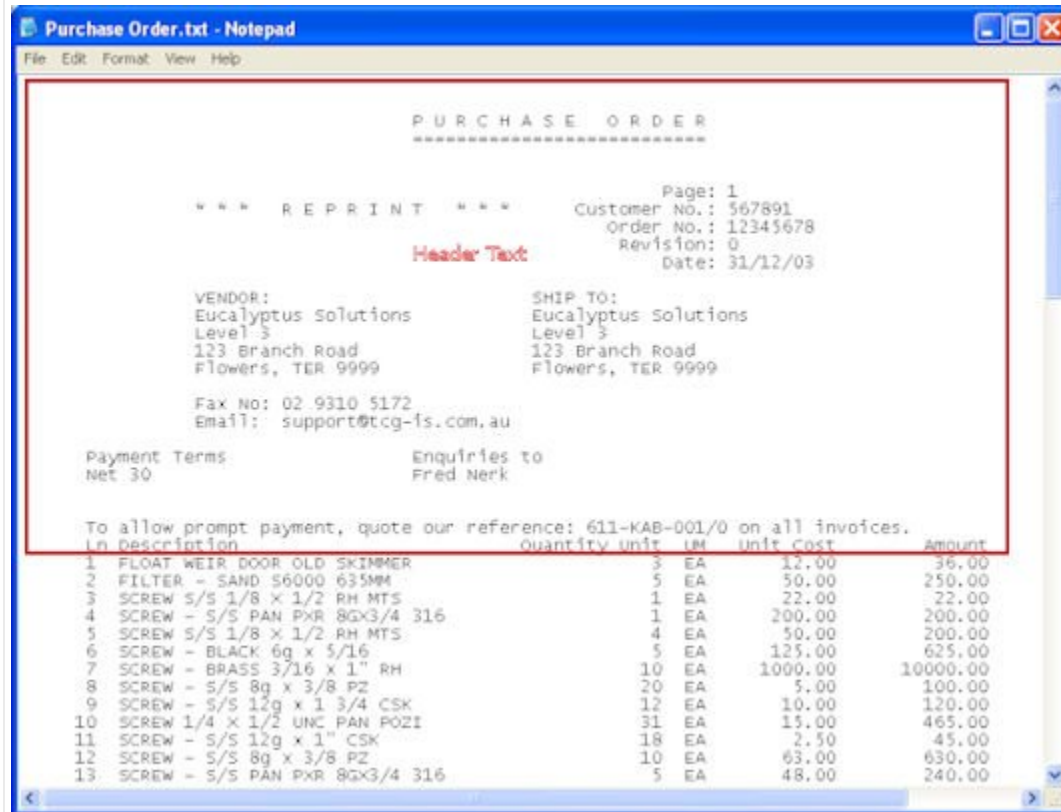 Purchase Order.txt - Notepad
File Edit Format View Help
P U R C H A S E   O R D E R
===========================
Page: 1
* * *   R E P R I N T   * * *   Customer No.: 567891
Order No.: 12345678
Header Text   Revision: 0
Date: 31/12/03
VENDOR:   SHIP TO:
Eucalyptus Solutions   Eucalyptus Solutions
Level 3   Level 3
123 Branch Road   123 Branch Road
Flowers, TER 9999   Flowers, TER 9999
Fax No: 02 9310 5172
Email: support@tcg-is.com.au
Payment Terms   Enquiries to
Net 30   Fred Nerk
To allow prompt payment, quote our reference: 611-KAB-001/0 on all invoices.
Ln Description   Quantity Unit   UM   Unit Cost   Amount
1 FLOAT WEIR DOOR OLD SKIMMER   3 EA   12.00   36.00
2 FILTER - SAND S6000 635MM   5 EA   50.00   250.00
3 SCREW S/S 1/8 X 1/2 RH MTS   1 EA   22.00   22.00
4 SCREW - S/S PAN PXR 8GX3/4 316   1 EA   200.00   200.00
5 SCREW S/S 1/8 X 1/2 RH MTS   4 EA   50.00   200.00
6 SCREW - BLACK 6g x 5/16   5 EA   125.00   625.00
7 SCREW - BRASS 3/16 x 1" RH   10 EA   1000.00   10000.00
8 SCREW - S/S 8g x 3/8 PZ   20 EA   5.00   100.00
9 SCREW - S/S 12g x 1 3/4 CSK   12 EA   10.00   120.00
10 SCREW 1/4 X 1/2 UNC PAN POZI   31 EA   15.00   465.00
11 SCREW - S/S 12g x 1" CSK   18 EA   2.50   45.00
12 SCREW - S/S 8g x 3/8 PZ   10 EA   63.00   630.00
13 SCREW - S/S PAN PXR 8GX3/4 316   5 EA   48.00   240.00